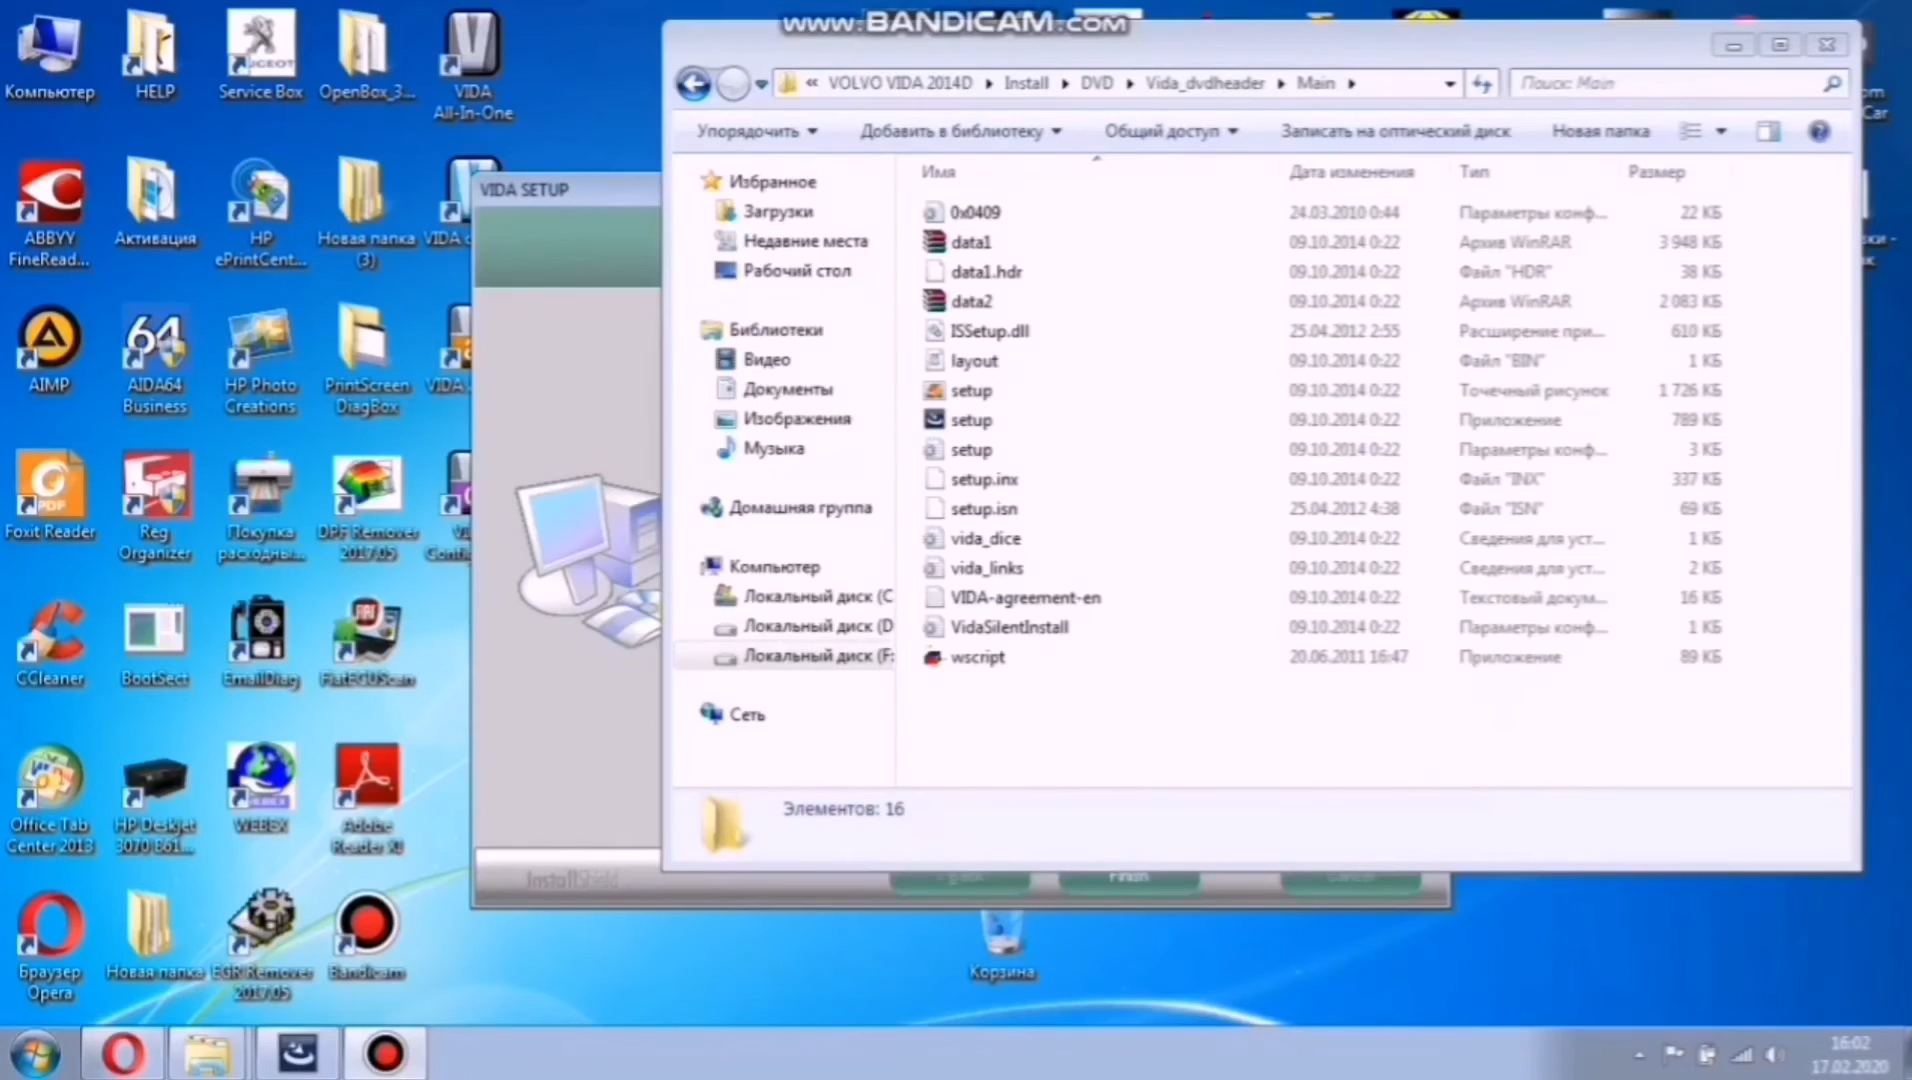 www.BANDICAM.com
Компьютер
HELP
Service Box
OpenBox_3...
VIDA
All-In-One
ABBYY
FineRead...
Активация
HP
ePrintCent...
Новая папка
(3)
AIMP
AIDA64
Business
HP Photo
Creations
PrintScreen
DiagBox
VIDA
Foxit Reader
Reg
Organizer
Покупка
расходны...
DPF Remover
2017.05
CCleaner
BootSect
EmailDiag
FiatECUScan
Office Tab
Center 2013
HP Deskjet
3070 B61...
WEBEX
Adobe
Reader XI
Браузер
Opera
Новая папка
EGR Remover
2017.05
Bandicam
Корзина
VIDA SETUP
InstallShield
Finish
« VOLVO VIDA 2014D
Install
DVD
Vida_dvdheader
Main
Поиск: Main
Упорядочить
Добавить в библиотеку
Общий доступ
Записать на оптический диск
Новая папка
Избранное
Загрузки
Недавние места
Рабочий стол
Библиотеки
Видео
Документы
Изображения
Музыка
Домашняя группа
Компьютер
Локальный диск (C
Локальный диск (D
Локальный диск (F:
Сеть
Имя Дата изменения Тип Размер
0x0409 24.03.2010 0:44 Параметры конф... 22 КБ
data1 09.10.2014 0:22 Архив WinRAR 3 948 КБ
data1.hdr 09.10.2014 0:22 Файл "HDR" 38 КБ
data2 09.10.2014 0:22 Архив WinRAR 2 083 КБ
ISSetup.dll 25.04.2012 2:55 Расширение при... 610 КБ
layout 09.10.2014 0:22 Файл "BIN" 1 КБ
setup 09.10.2014 0:22 Точечный рисунок 1 726 КБ
setup 09.10.2014 0:22 Приложение 789 КБ
setup 09.10.2014 0:22 Параметры конф... 3 КБ
setup.inx 09.10.2014 0:22 Файл "INX" 337 КБ
setup.isn 25.04.2012 4:38 Файл "ISN" 69 КБ
vida_dice 09.10.2014 0:22 Сведения для уст... 1 КБ
vida_links 09.10.2014 0:22 Сведения для уст... 2 КБ
VIDA-agreement-en 09.10.2014 0:22 Текстовый докум... 16 КБ
VidaSilentInstall 09.10.2014 0:22 Параметры конф... 1 КБ
wscript 20.06.2011 16:47 Приложение 89 КБ
Элементов: 16
16:02
17.02.2020